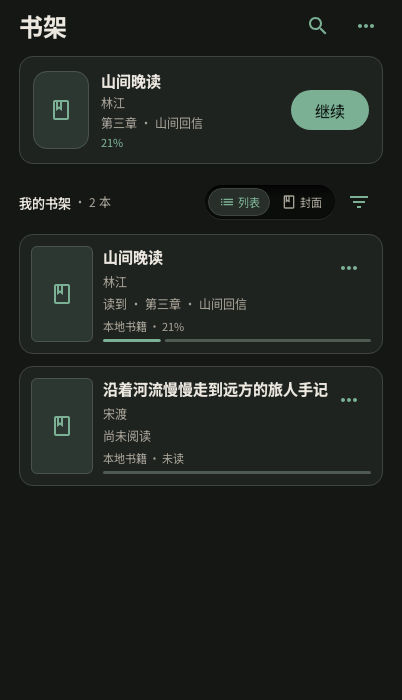 书架
山间晚读
林江
第三章 · 山间回信
21%
继续
我的书架 · 2 本
列表
封面
山间晚读
林江
读到 · 第三章 · 山间回信
本地书籍 · 21%
沿着河流慢慢走到远方的旅人手记
宋渡
尚未阅读
本地书籍 · 未读